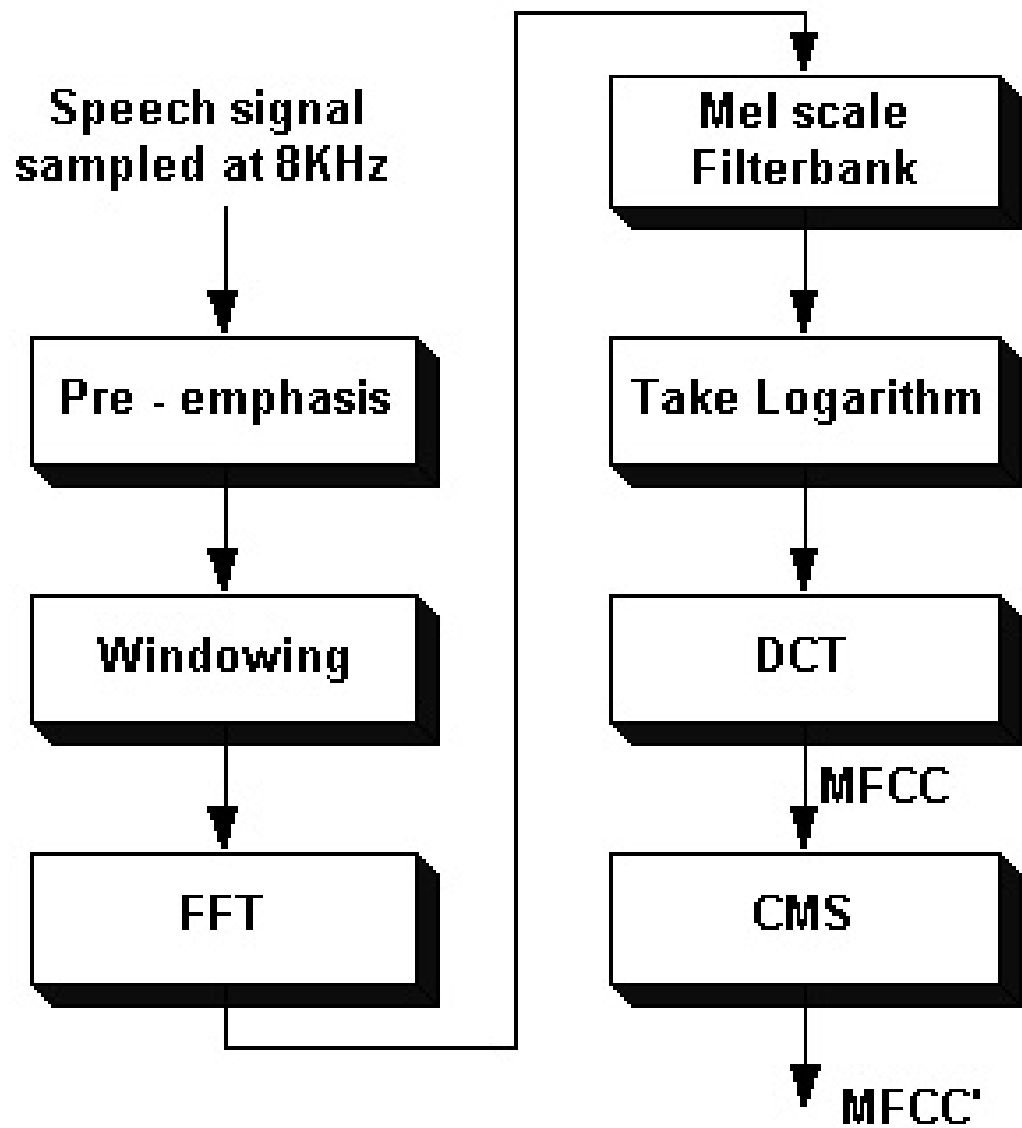 Speech signal
sampled at 8KHz
Pre - emphasis
Windowing
FFT
Mel scale
Filterbank
Take Logarithm
DCT
MFCC
CMS
MFCC'